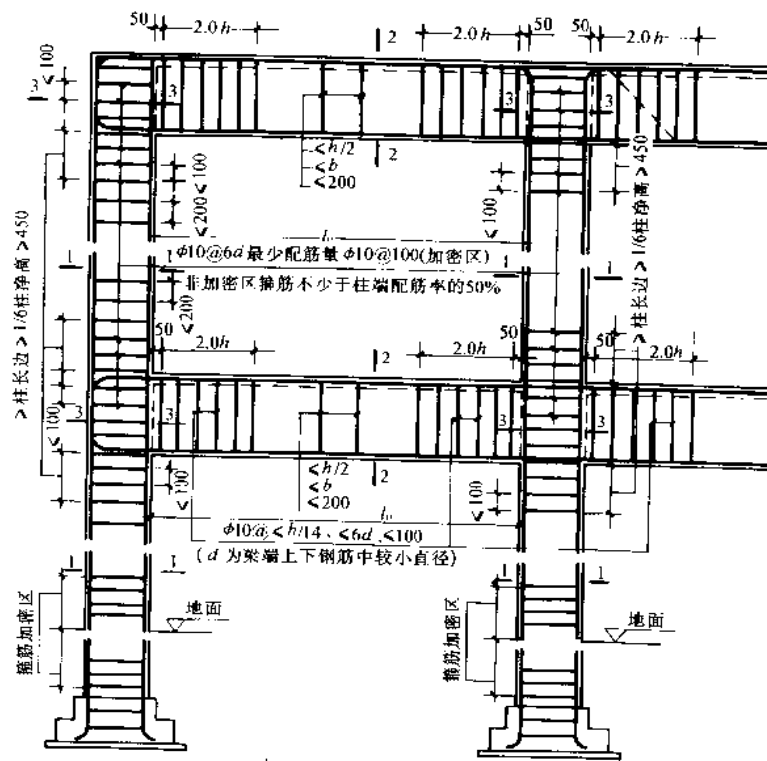 50 2.0h 2 2.0h 50 50 2.0h
≤100
3 3 3 3
2
≤h/2
≤b
≤200
≤100
≤200
≤100
>柱长边>1/6柱净高>450
>柱长边>1/6柱净高>450
l₀
1 1 1 1
φ10@6d 最少配筋量 φ10@100(加密区)
非加密区箍筋不少于柱端配筋率的50%
≤200
50 2.0h 2 2.0h 50 50 2.0h
3 3 3 3
≤100
≤h/2
≤b
≤200
2
≤100
≤100
l₀
φ10@≤h/14、≤6d、≤100
(d 为梁端上下钢筋中较小直径)
1 1 1 1
箍筋加密区
地面
箍筋加密区
地面